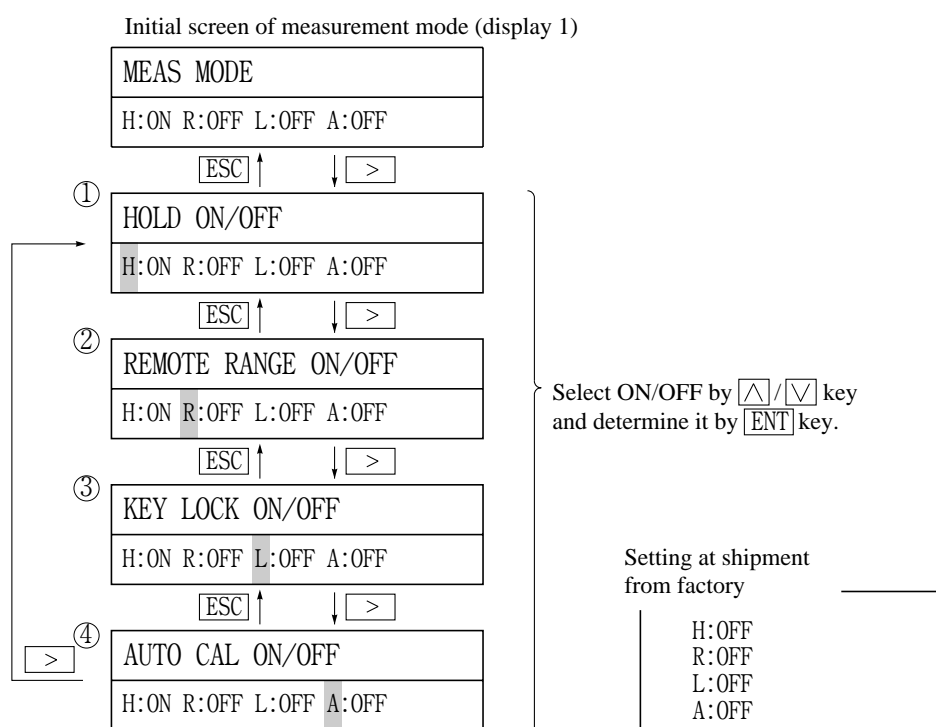 Initial screen of measurement mode (display 1)
MEAS MODE
H:ON R:OFF L:OFF A:OFF
ESC >
①
HOLD ON/OFF
H:ON R:OFF L:OFF A:OFF
ESC >
②
REMOTE RANGE ON/OFF
H:ON R:OFF L:OFF A:OFF
ESC >
③
KEY LOCK ON/OFF
H:ON R:OFF L:OFF A:OFF
ESC >
④
>
AUTO CAL ON/OFF
H:ON R:OFF L:OFF A:OFF
Select ON/OFF by ∧ / ∨ key
and determine it by ENT key.
Setting at shipment
from factory
H:OFF
R:OFF
L:OFF
A:OFF